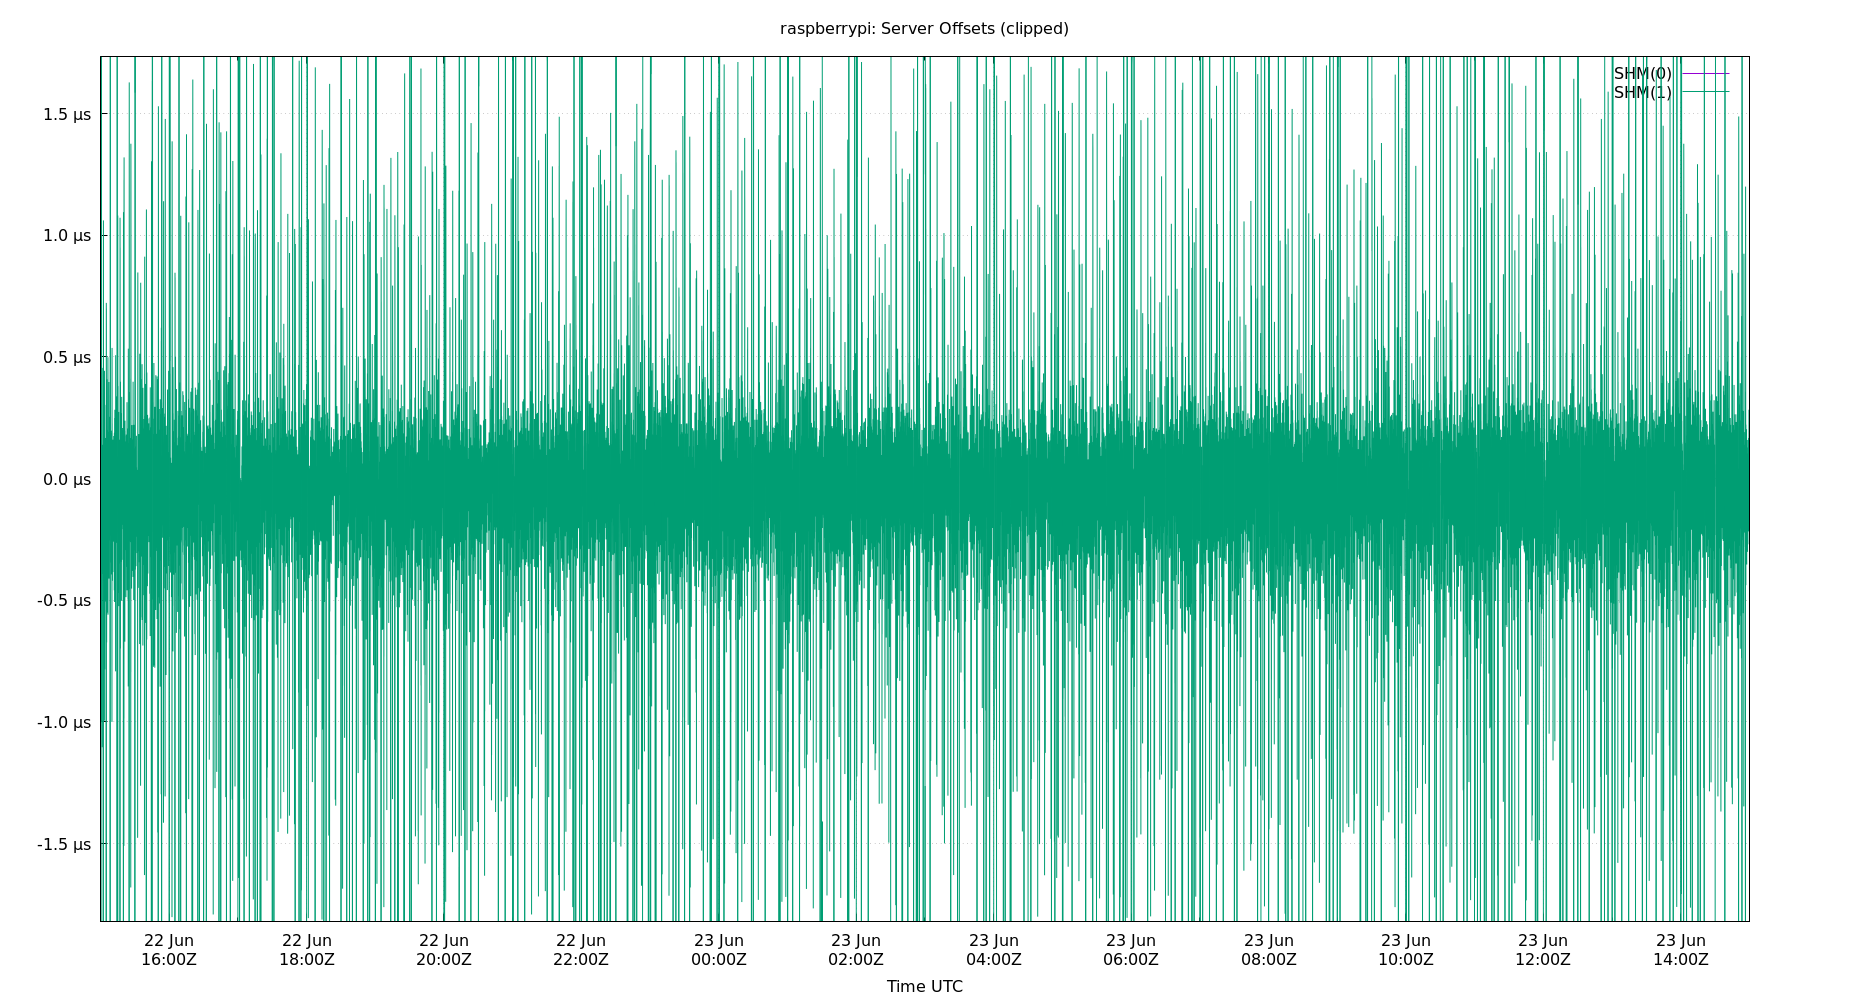 raspberrypi: Server Offsets (clipped)
SHM(0)
SHM(1)
1.5 µs
1.0 µs
0.5 µs
0.0 µs
-0.5 µs
-1.0 µs
-1.5 µs
22 Jun 22 Jun 22 Jun 22 Jun 23 Jun 23 Jun 23 Jun 23 Jun 23 Jun 23 Jun 23 Jun 23 Jun
16:00Z 18:00Z 20:00Z 22:00Z 00:00Z 02:00Z 04:00Z 06:00Z 08:00Z 10:00Z 12:00Z 14:00Z
Time UTC